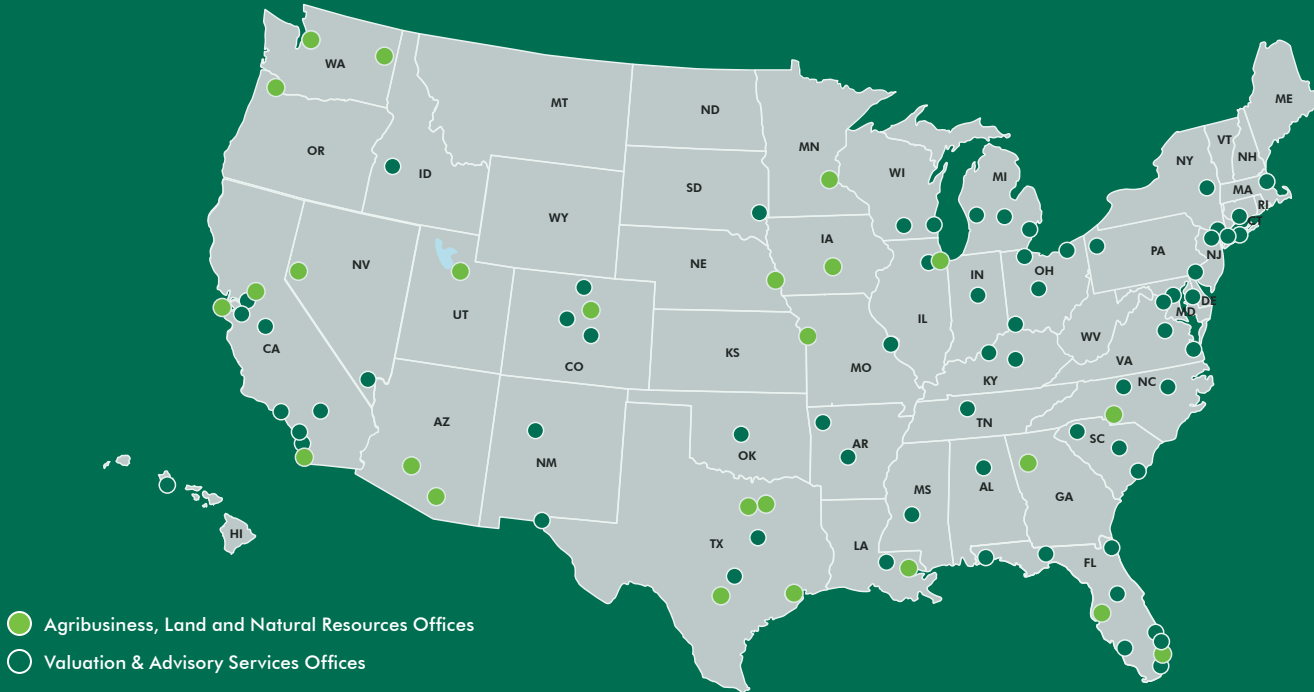 ME
WA
MT
ND
VT
MN
OR
NY
NH
ID
WI
MI
SD
MA
RI
WY
CT
IA
PA
NV
NE
NJ
IN
OH
UT
DE
IL
MD
CA
KS
WV
CO
MO
VA
KY
NC
AZ
TN
SC
AR
OK
NM
MS
AL
GA
HI
TX
LA
FL
Agribusiness, Land and Natural Resources Offices
Valuation & Advisory Services Offices